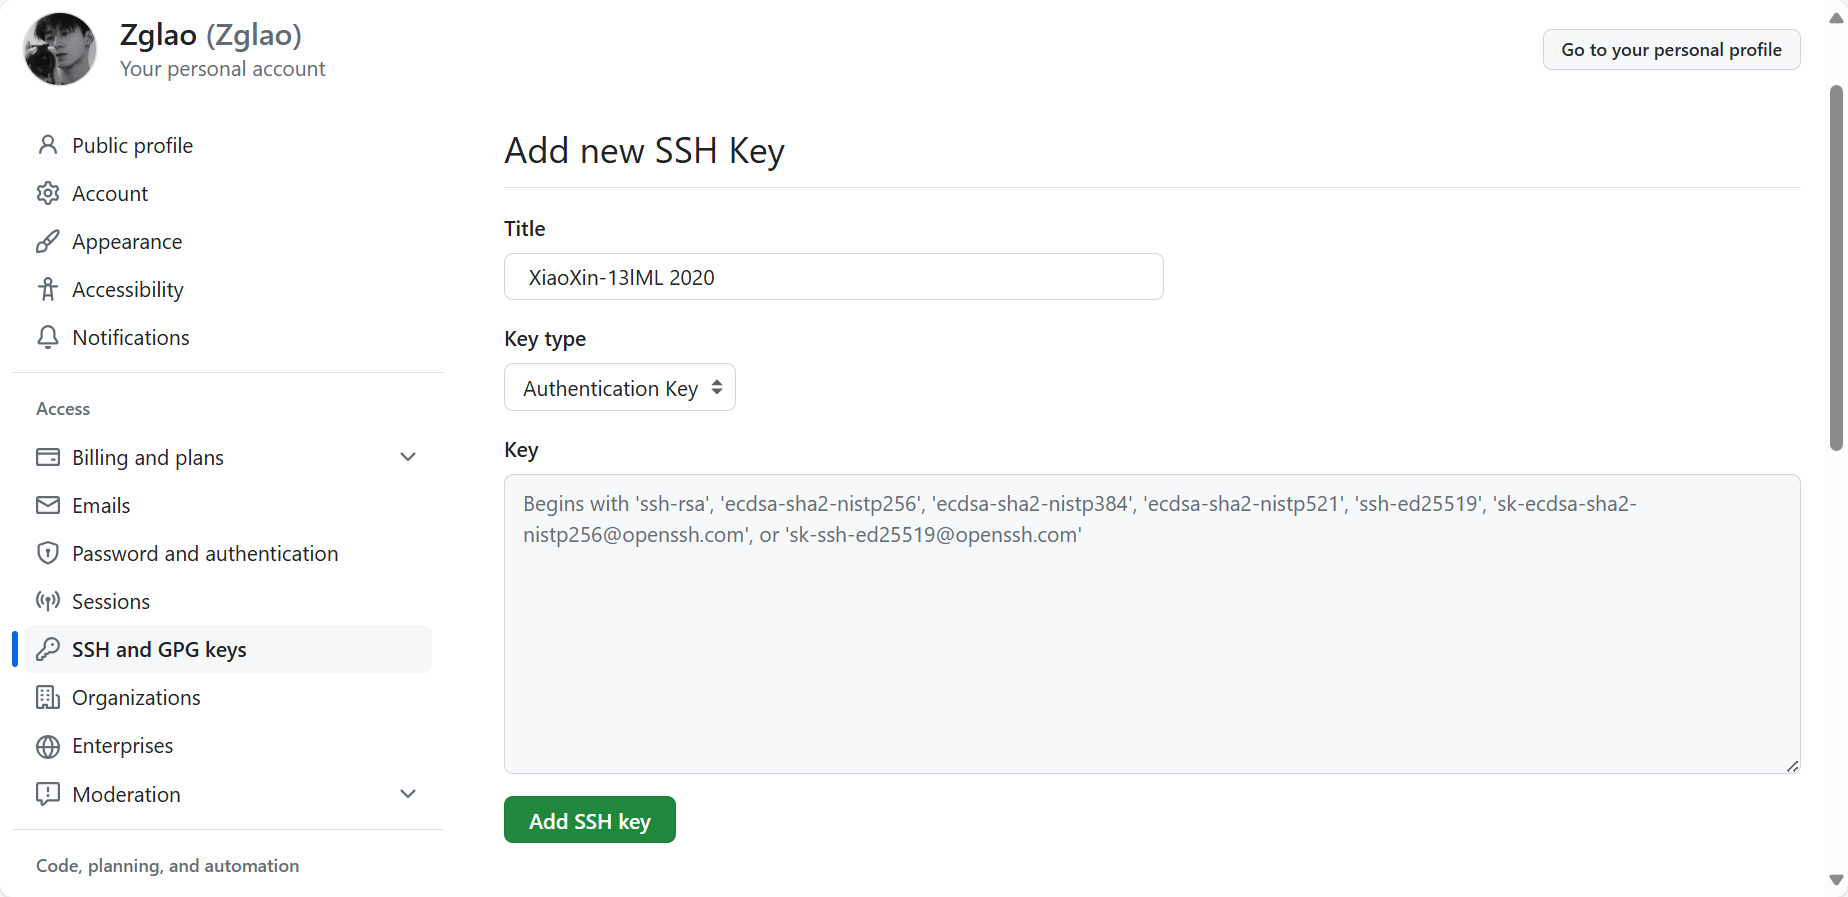 Zglao (Zglao)
Your personal account
Go to your personal profile
Public profile
Account
Appearance
Accessibility
Notifications
Access
Billing and plans
Emails
Password and authentication
Sessions
SSH and GPG keys
Organizations
Enterprises
Moderation
Code, planning, and automation
Add new SSH Key
Title
XiaoXin-13lML 2020
Key type
Authentication Key
Key
Begins with 'ssh-rsa', 'ecdsa-sha2-nistp256', 'ecdsa-sha2-nistp384', 'ecdsa-sha2-nistp521', 'ssh-ed25519', 'sk-ecdsa-sha2-
nistp256@openssh.com', or 'sk-ssh-ed25519@openssh.com'
Add SSH key